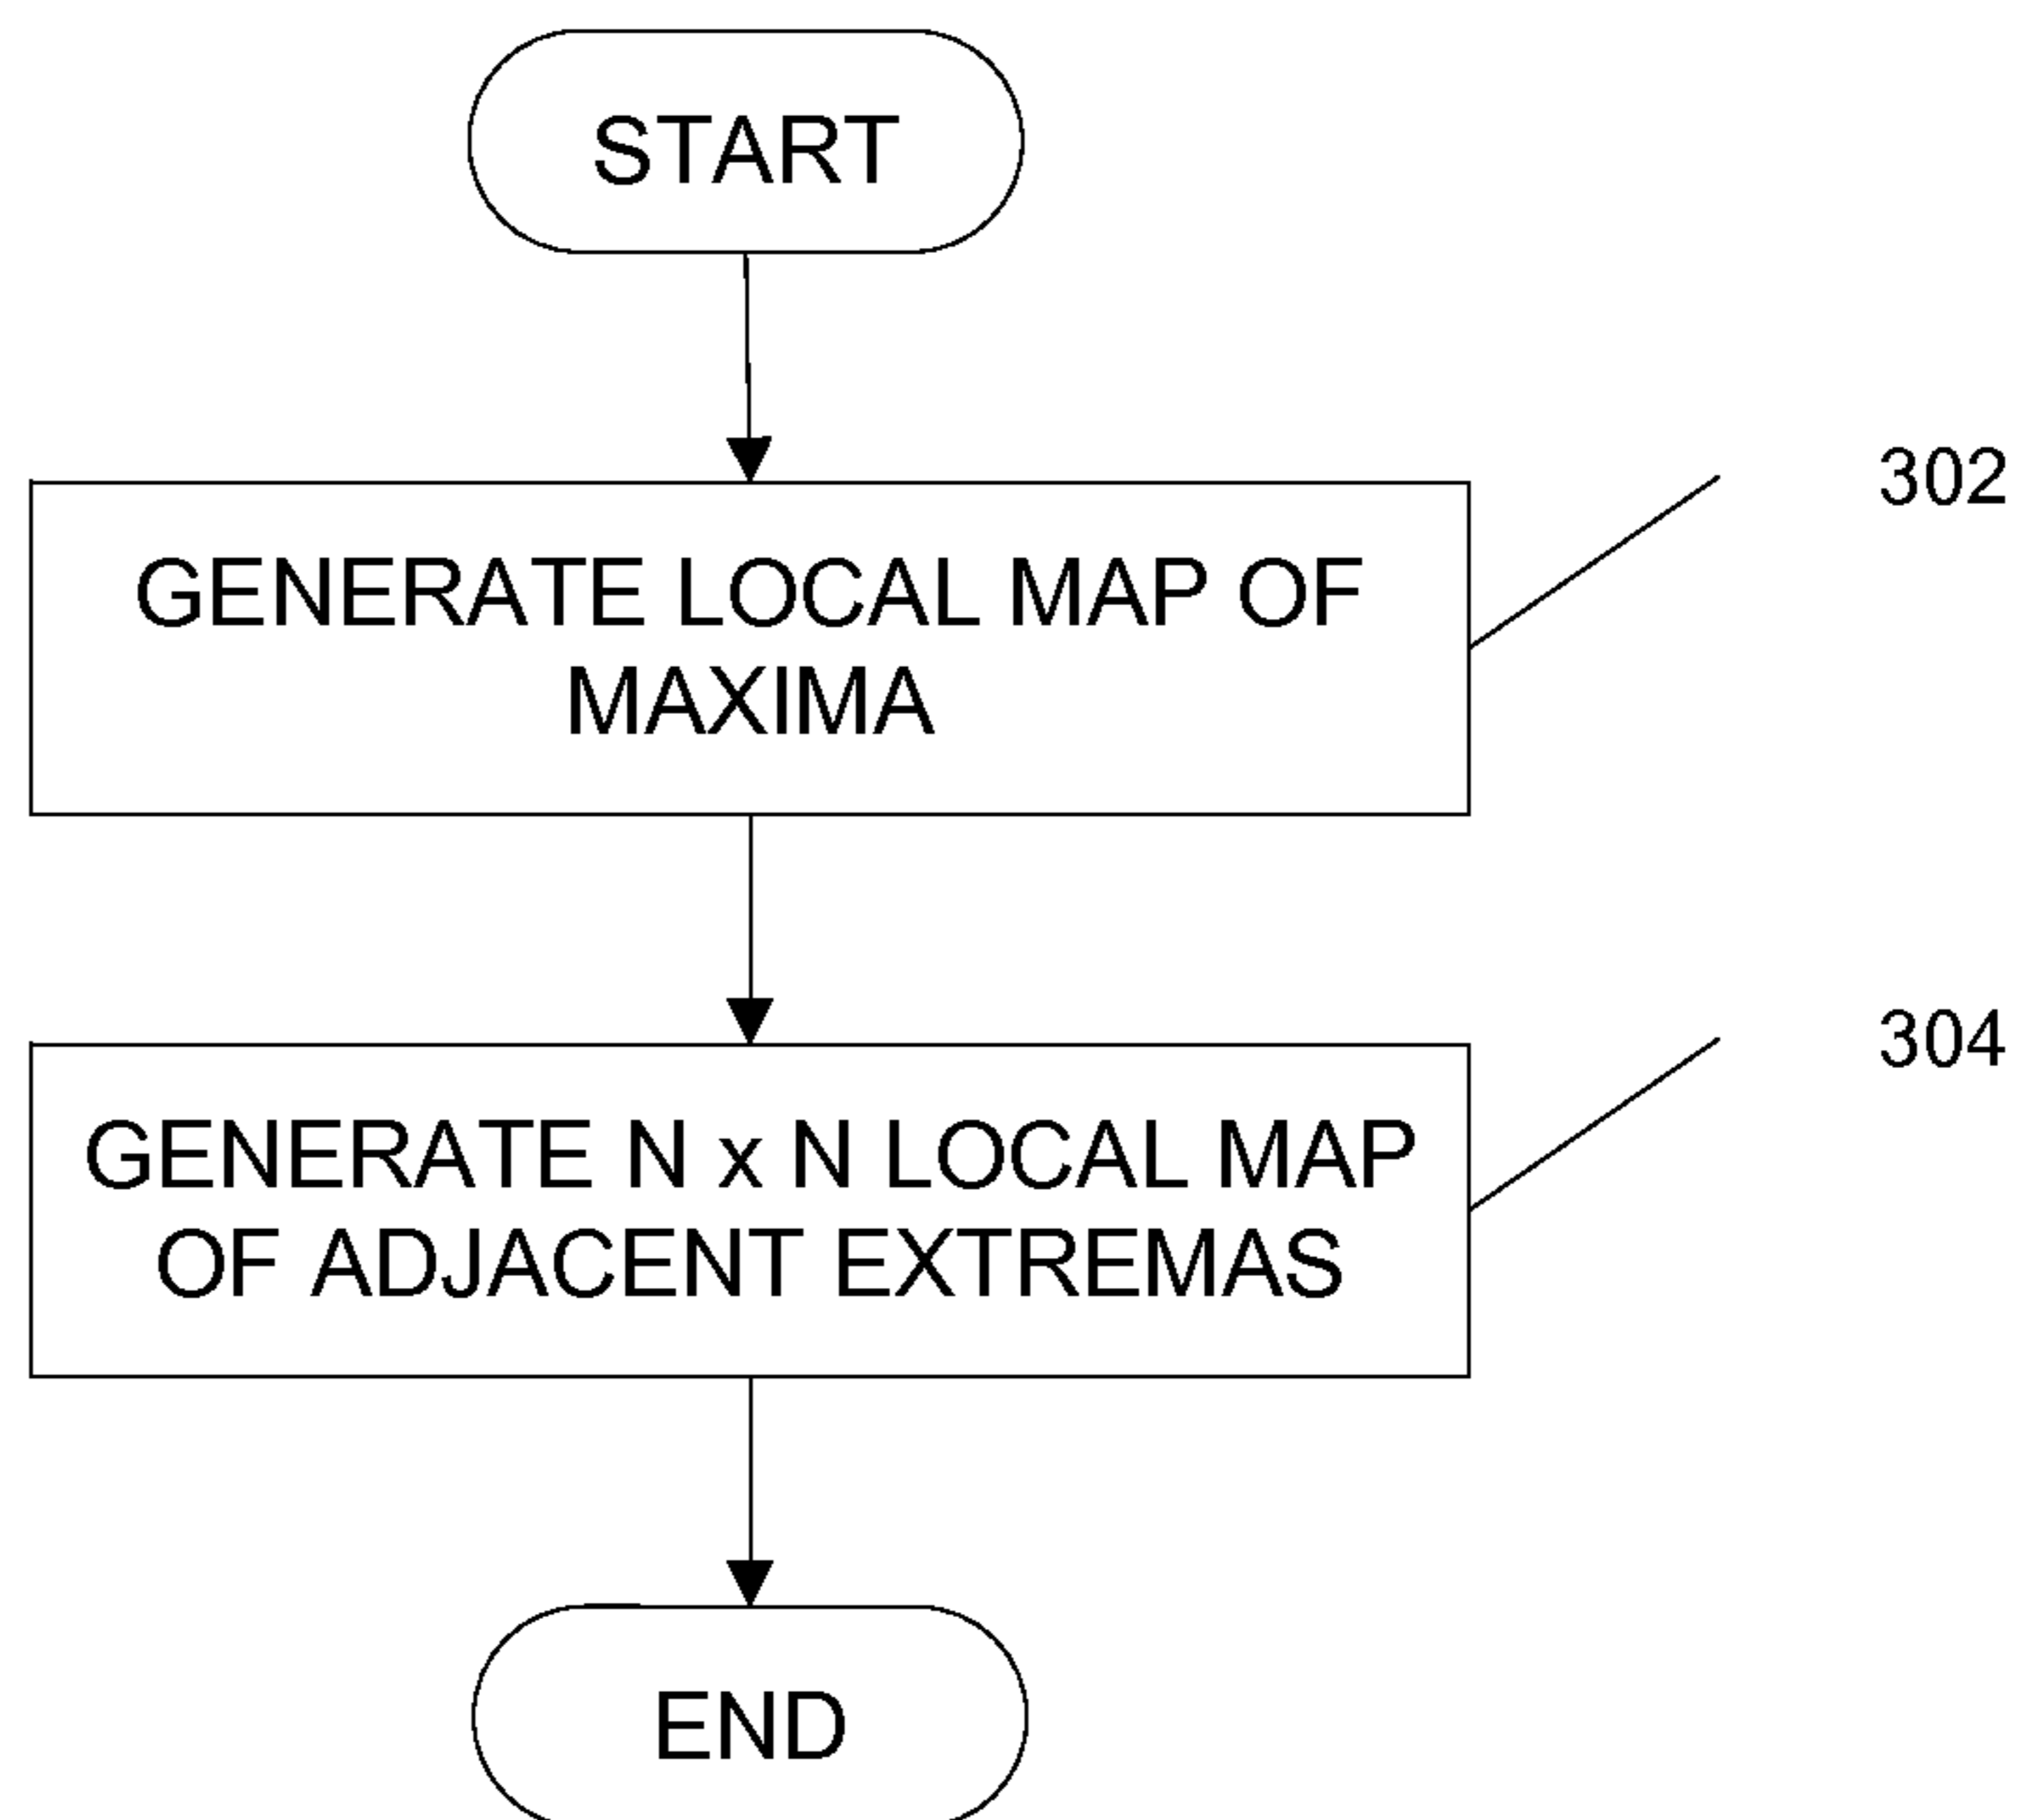 START
302
GENERATE LOCAL MAP OF
MAXIMA
304
GENERATE N x N LOCAL MAP
OF ADJACENT EXTREMAS
END